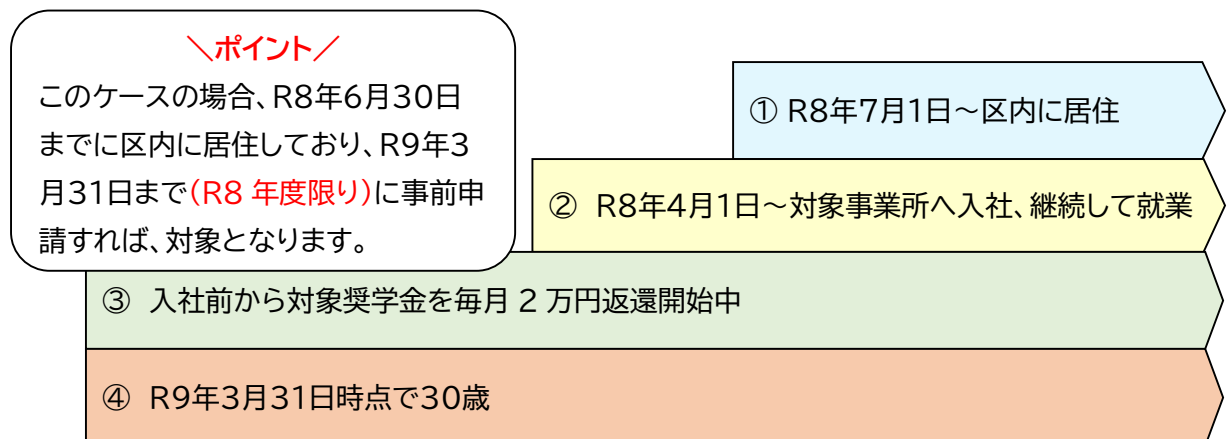 ＼ポイント／
このケースの場合、R8年6月30日
までに区内に居住しており、R9年3
月31日まで(R8 年度限り)に事前申
請すれば、対象となります。
① R8年7月1日～区内に居住
② R8年4月1日～対象事業所へ入社、継続して就業
③ 入社前から対象奨学金を毎月 2 万円返還開始中
④ R9年3月31日時点で30歳